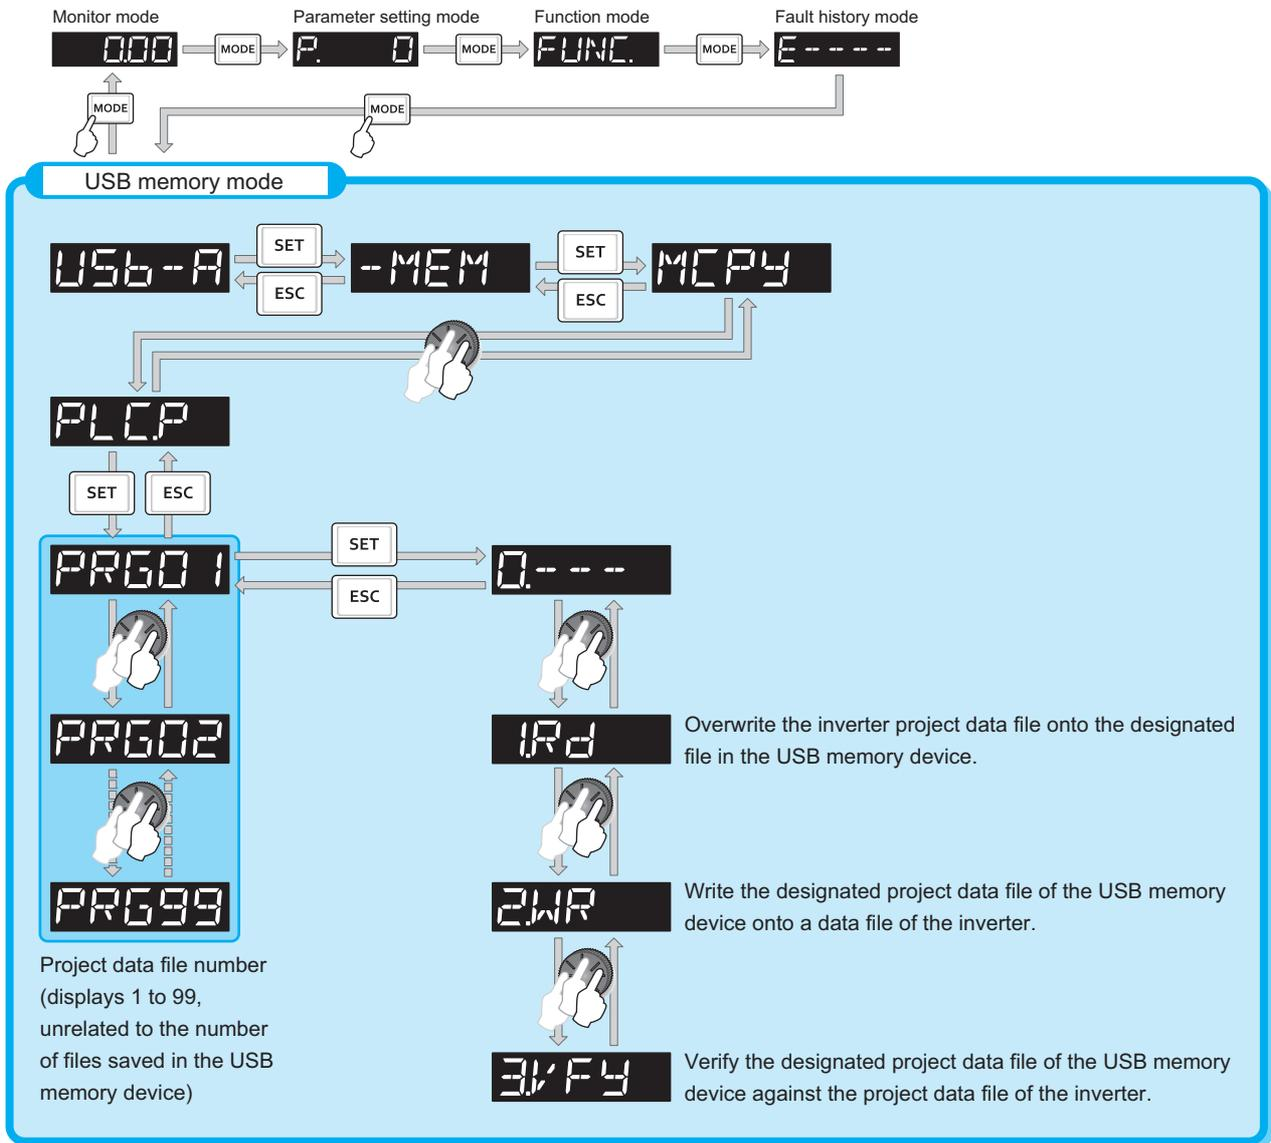 Monitor mode
Parameter setting mode
Function mode
Fault history mode
0.00
MODE
P. 0
MODE
FUNC.
MODE
E-----
MODE
MODE
USB memory mode
USb-A
SET
ESC
-MEM
SET
ESC
MCPY
PLC.P
SET
ESC
PRG01
SET
ESC
0.---
PRG02
1.Rd
Overwrite the inverter project data file onto the designated
file in the USB memory device.
PRG99
2.WR
Write the designated project data file of the USB memory
device onto a data file of the inverter.
Project data file number
(displays 1 to 99,
unrelated to the number
of files saved in the USB
memory device)
3.VFY
Verify the designated project data file of the USB memory
device against the project data file of the inverter.